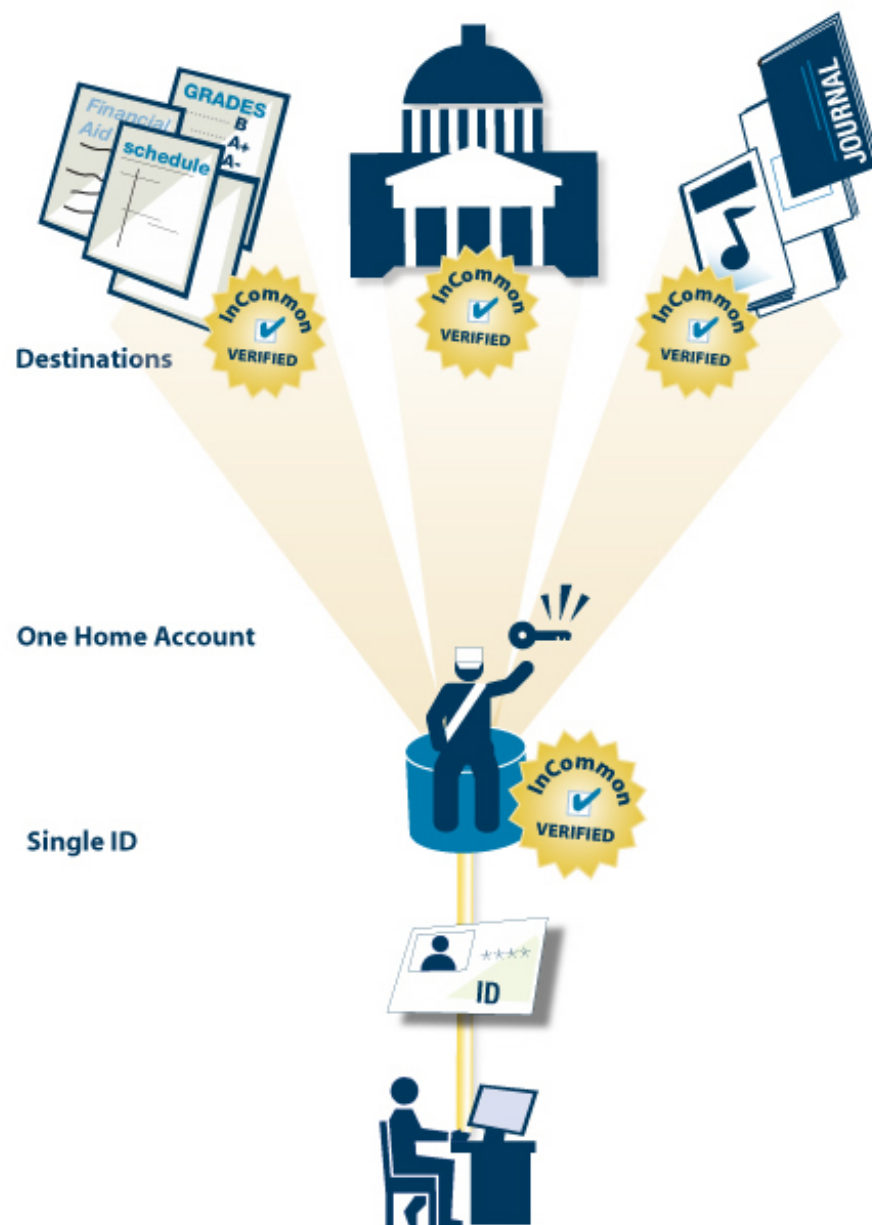 Financial
Aid
GRADES
B
A+
A-
schedule
JOURNAL
InCommon
VERIFIED
InCommon
VERIFIED
InCommon
VERIFIED
Destinations
One Home Account
InCommon
VERIFIED
Single ID
****
ID